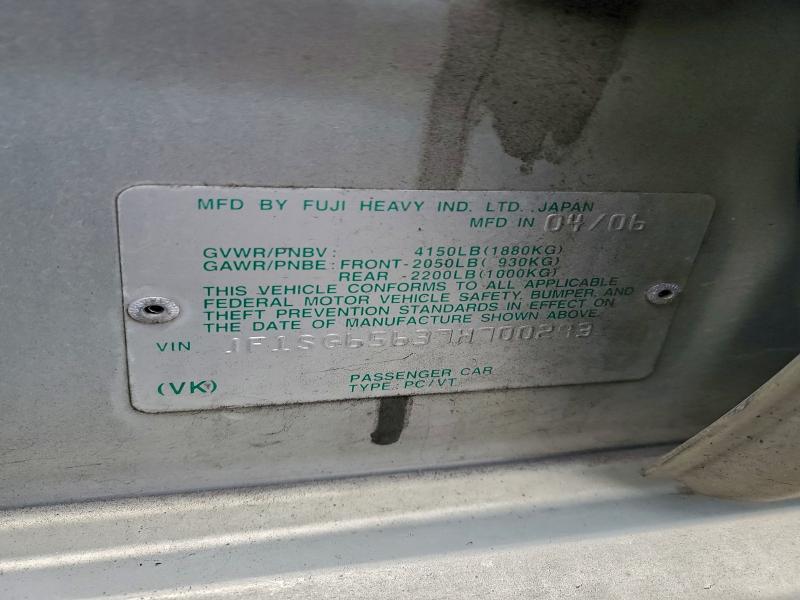 MFD BY FUJI HEAVY IND. LTD. JAPAN
MFD IN 04/06
GVWR/PNBV: 4150LB(1880KG)
GAWR/PNBE: FRONT-2050LB( 930KG)
REAR -2200LB(1000KG)
THIS VEHICLE CONFORMS TO ALL APPLICABLE
FEDERAL MOTOR VEHICLE SAFETY, BUMPER, AND
THEFT PREVENTION STANDARDS IN EFFECT ON
THE DATE OF MANUFACTURE SHOWN ABOVE.
VIN JF1SG65637H700293
PASSENGER CAR
(VK) TYPE: PC/VT